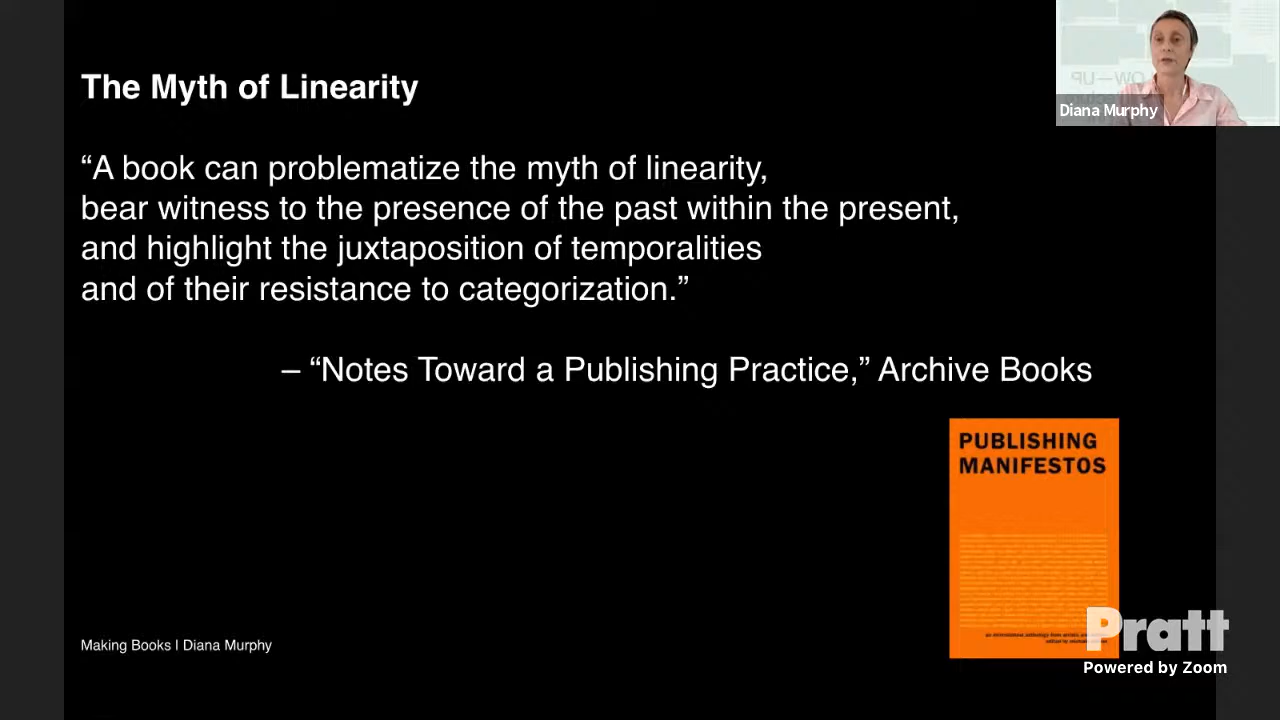 The Myth of Linearity
“A book can problematize the myth of linearity,
bear witness to the presence of the past within the present,
and highlight the juxtaposition of temporalities
and of their resistance to categorization.”
– “Notes Toward a Publishing Practice,” Archive Books
PUBLISHING
MANIFESTOS
Making Books | Diana Murphy
Diana Murphy
Pratt
Powered by Zoom